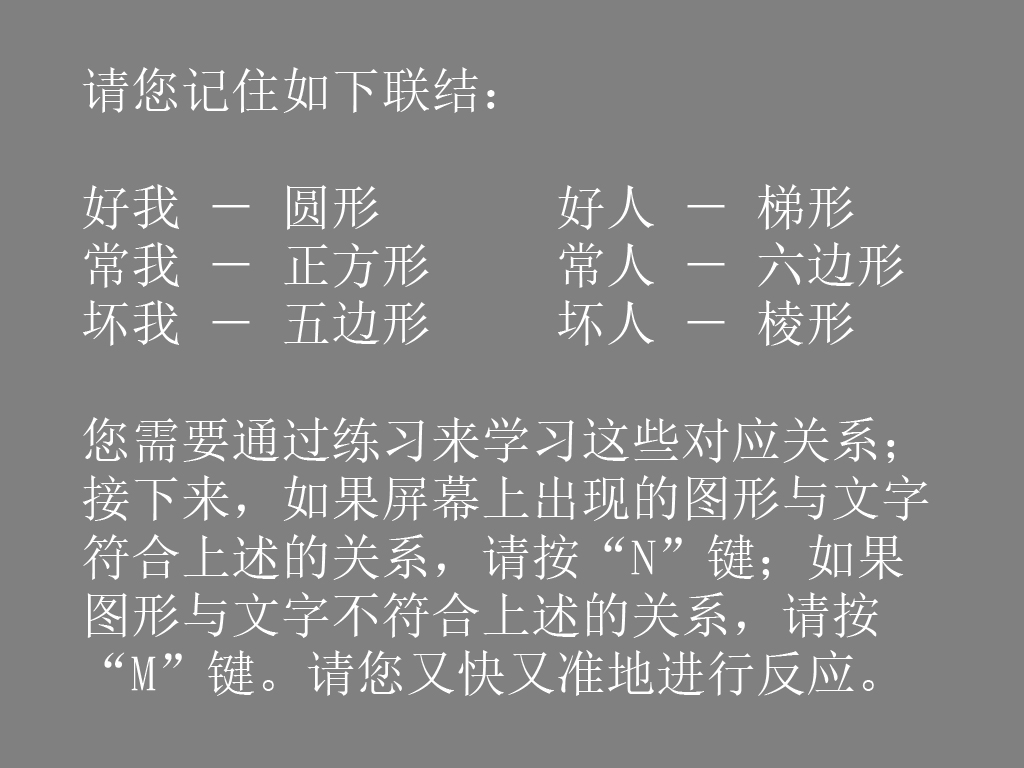 请您记住如下联结：
好我 — 圆形 好人 — 梯形
常我 — 正方形 常人 — 六边形
坏我 — 五边形 坏人 — 棱形
您需要通过练习来学习这些对应关系；
接下来，如果屏幕上出现的图形与文字
符合上述的关系，请按“N”键；如果
图形与文字不符合上述的关系，请按
“M”键。请您又快又准地进行反应。